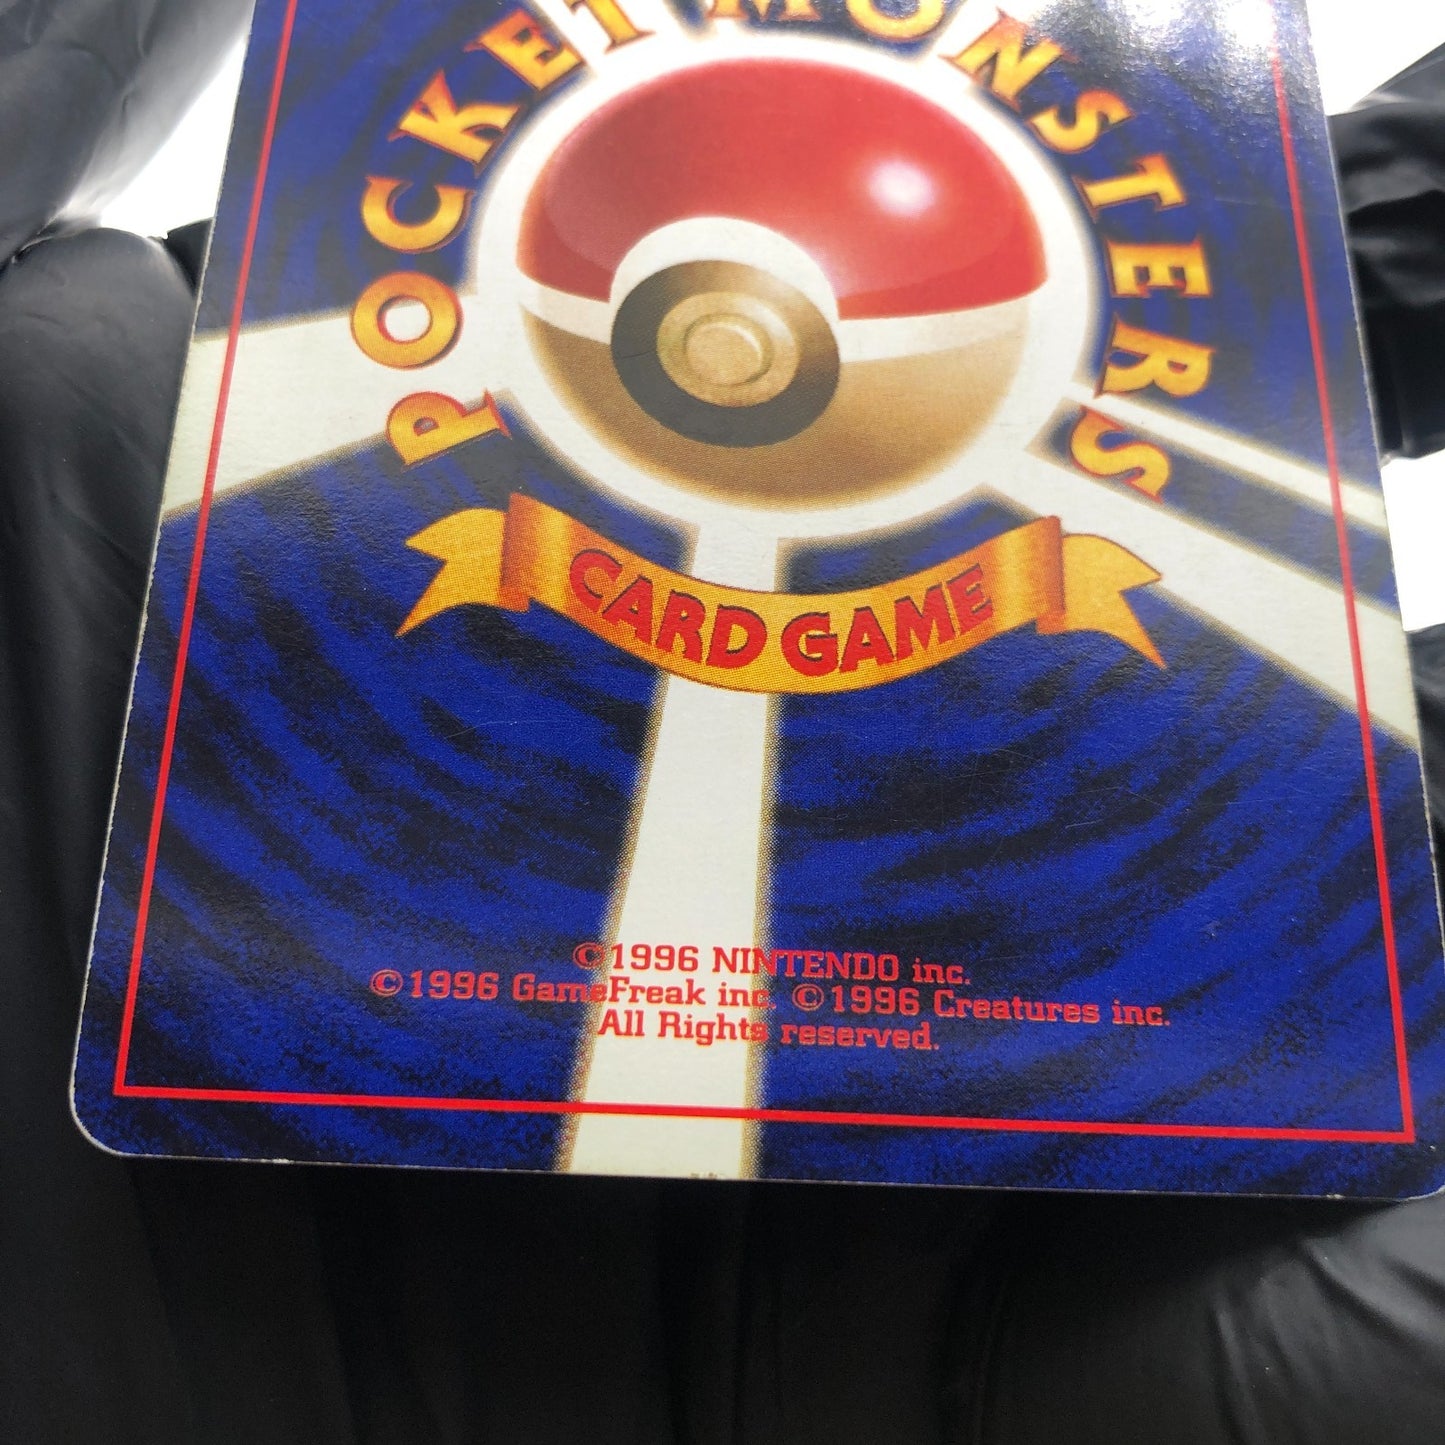 POCKET MONSTERS
CARD GAME
©1996 NINTENDO inc.
©1996 GameFreak inc. ©1996 Creatures inc.
All Rights reserved.